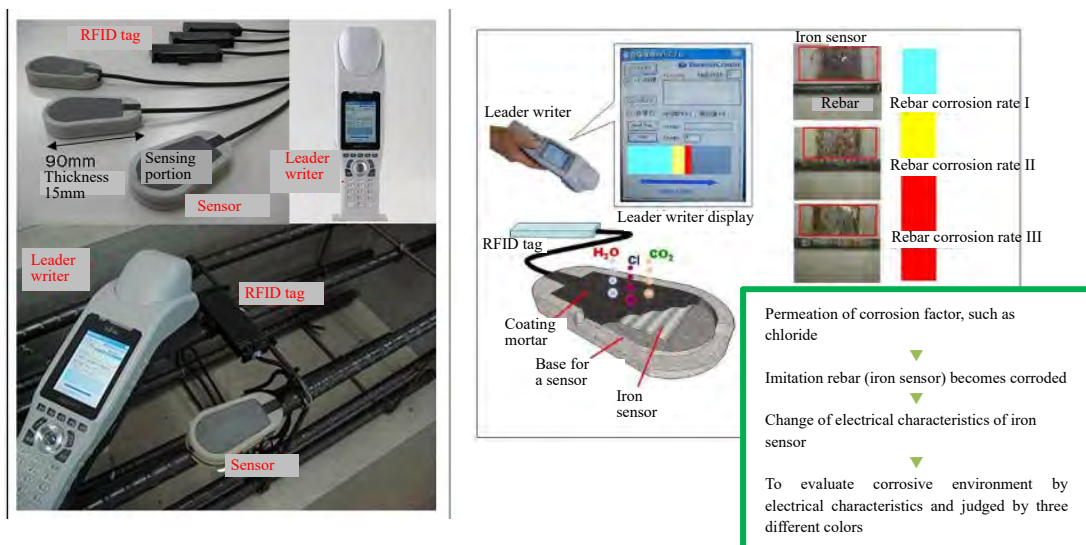 RFID tag
90mm
Thickness
15mm
Sensing
portion
Sensor
Leader
writer
Leader
writer
RFID tag
Sensor
Leader writer
Leader writer display
RFID tag
H₂O
Cl
CO₂
Coating
mortar
Base for
a sensor
Iron
sensor
Iron sensor
Rebar
Rebar corrosion rate I
Rebar corrosion rate II
Rebar corrosion rate III
Permeation of corrosion factor, such as
chloride
Imitation rebar (iron sensor) becomes corroded
Change of electrical characteristics of iron
sensor
To evaluate corrosive environment by
electrical characteristics and judged by three
different colors